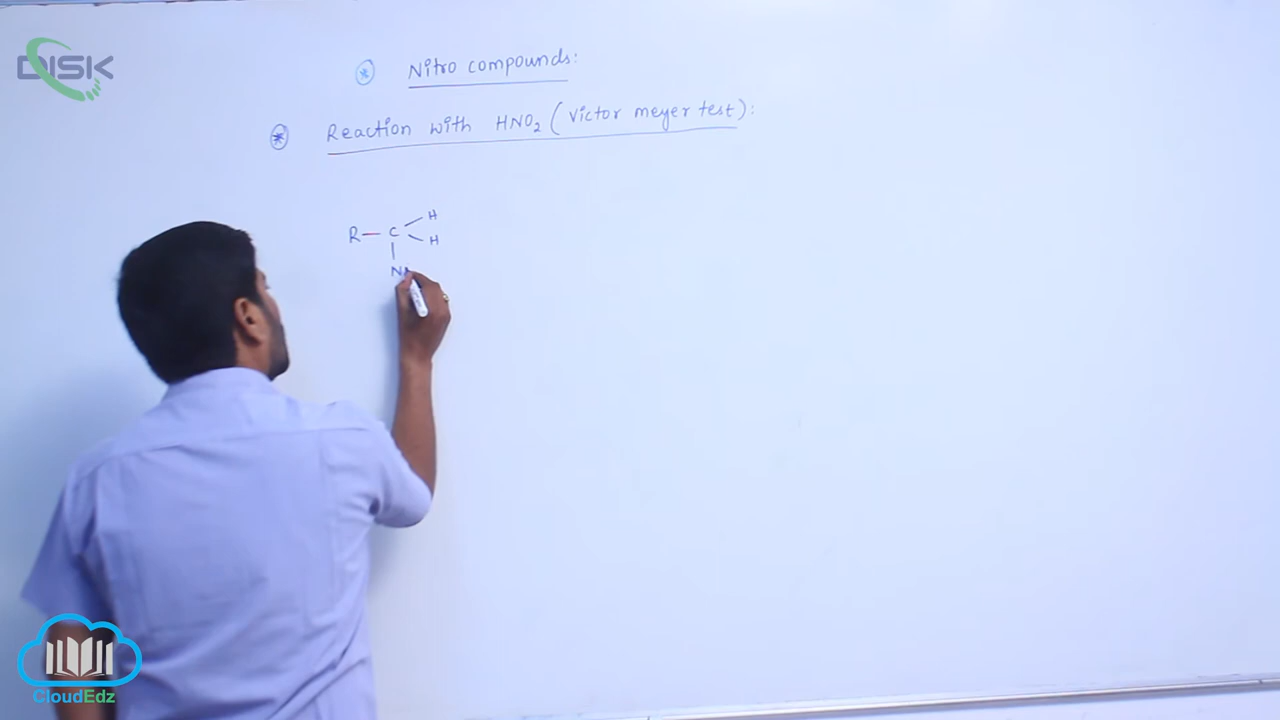 DISK
* Nitro compounds:
* Reaction with HNO2 (Victor meyer test):
H
R — C
H
N
CloudEdz